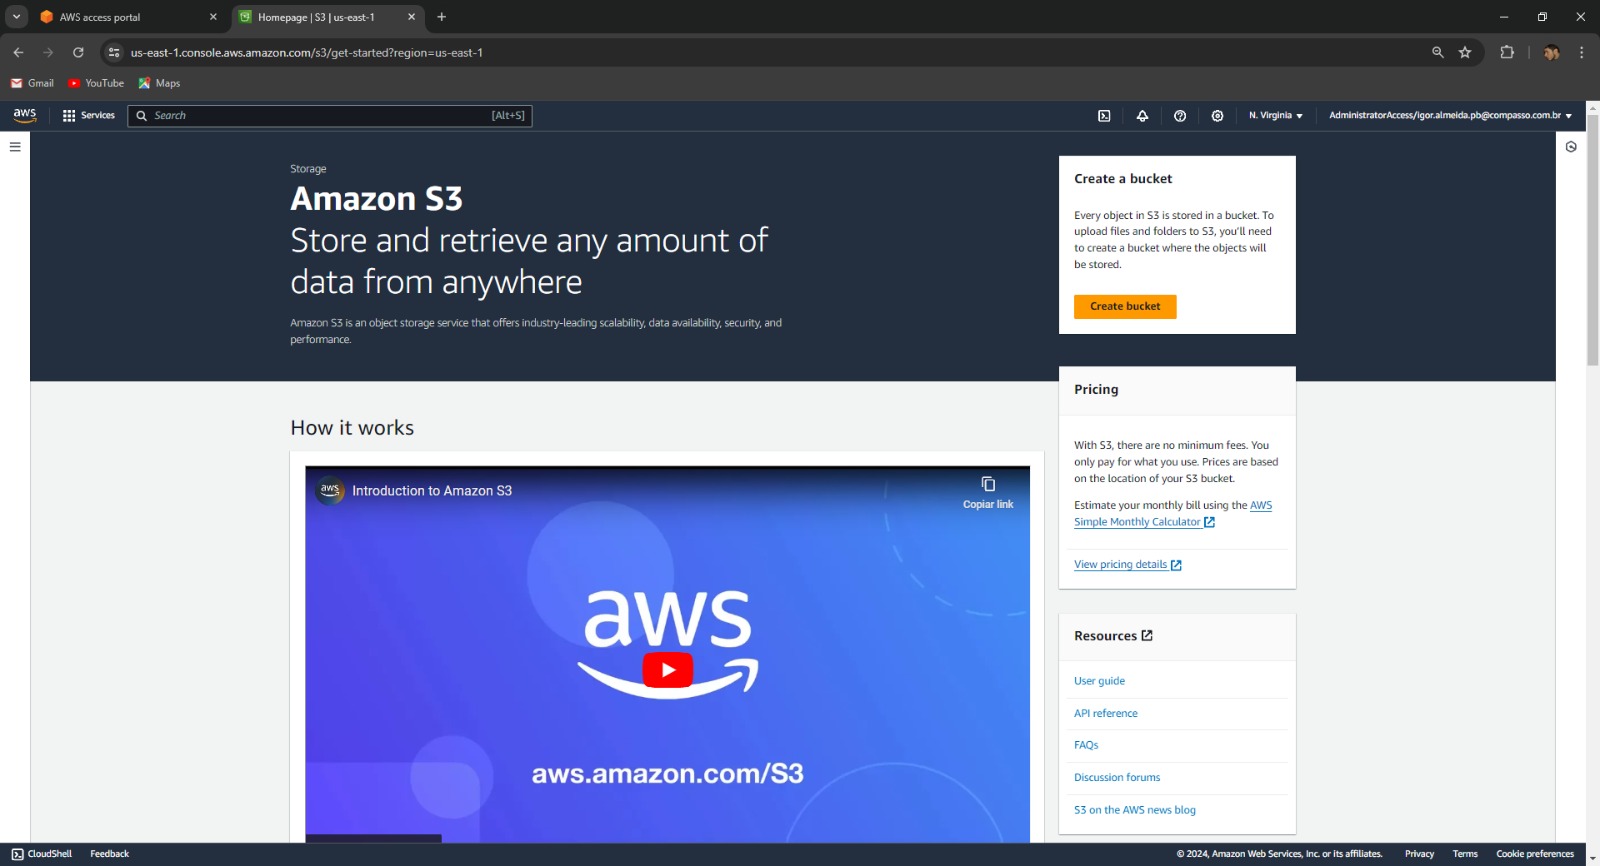 AWS access portal
Homepage | S3 | us-east-1
us-east-1.console.aws.amazon.com/s3/get-started?region=us-east-1
Gmail
YouTube
Maps
aws
Services
Search
[Alt+S]
N. Virginia
AdministratorAccess/igor.almeida.pb@compasso.com.br
Storage
Amazon S3
Store and retrieve any amount of
data from anywhere
Amazon S3 is an object storage service that offers industry-leading scalability, data availability, security, and
performance.
Create a bucket
Every object in S3 is stored in a bucket. To
upload files and folders to S3, you'll need
to create a bucket where the objects will
be stored.
Create bucket
How it works
aws
Introduction to Amazon S3
Copiar link
aws
aws.amazon.com/S3
Pricing
With S3, there are no minimum fees. You
only pay for what you use. Prices are based
on the location of your S3 bucket.
Estimate your monthly bill using the AWS
Simple Monthly Calculator
View pricing details
Resources
User guide
API reference
FAQs
Discussion forums
S3 on the AWS news blog
CloudShell
Feedback
© 2024, Amazon Web Services, Inc. or its affiliates.
Privacy
Terms
Cookie preferences